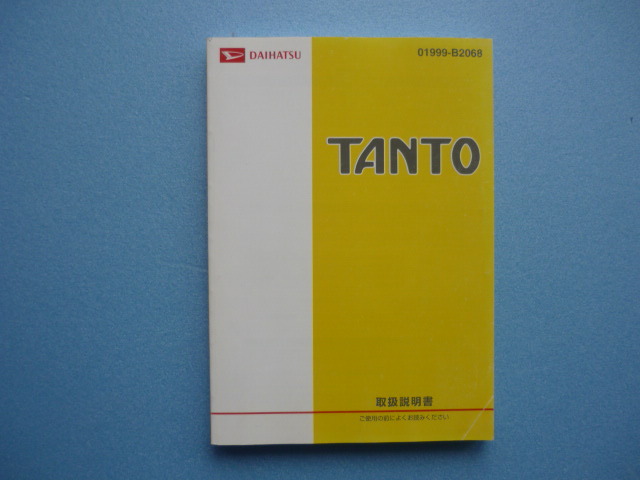 DAIHATSU
01999-B2068
TANTO
取扱説明書
ご使用の前によくお読みください